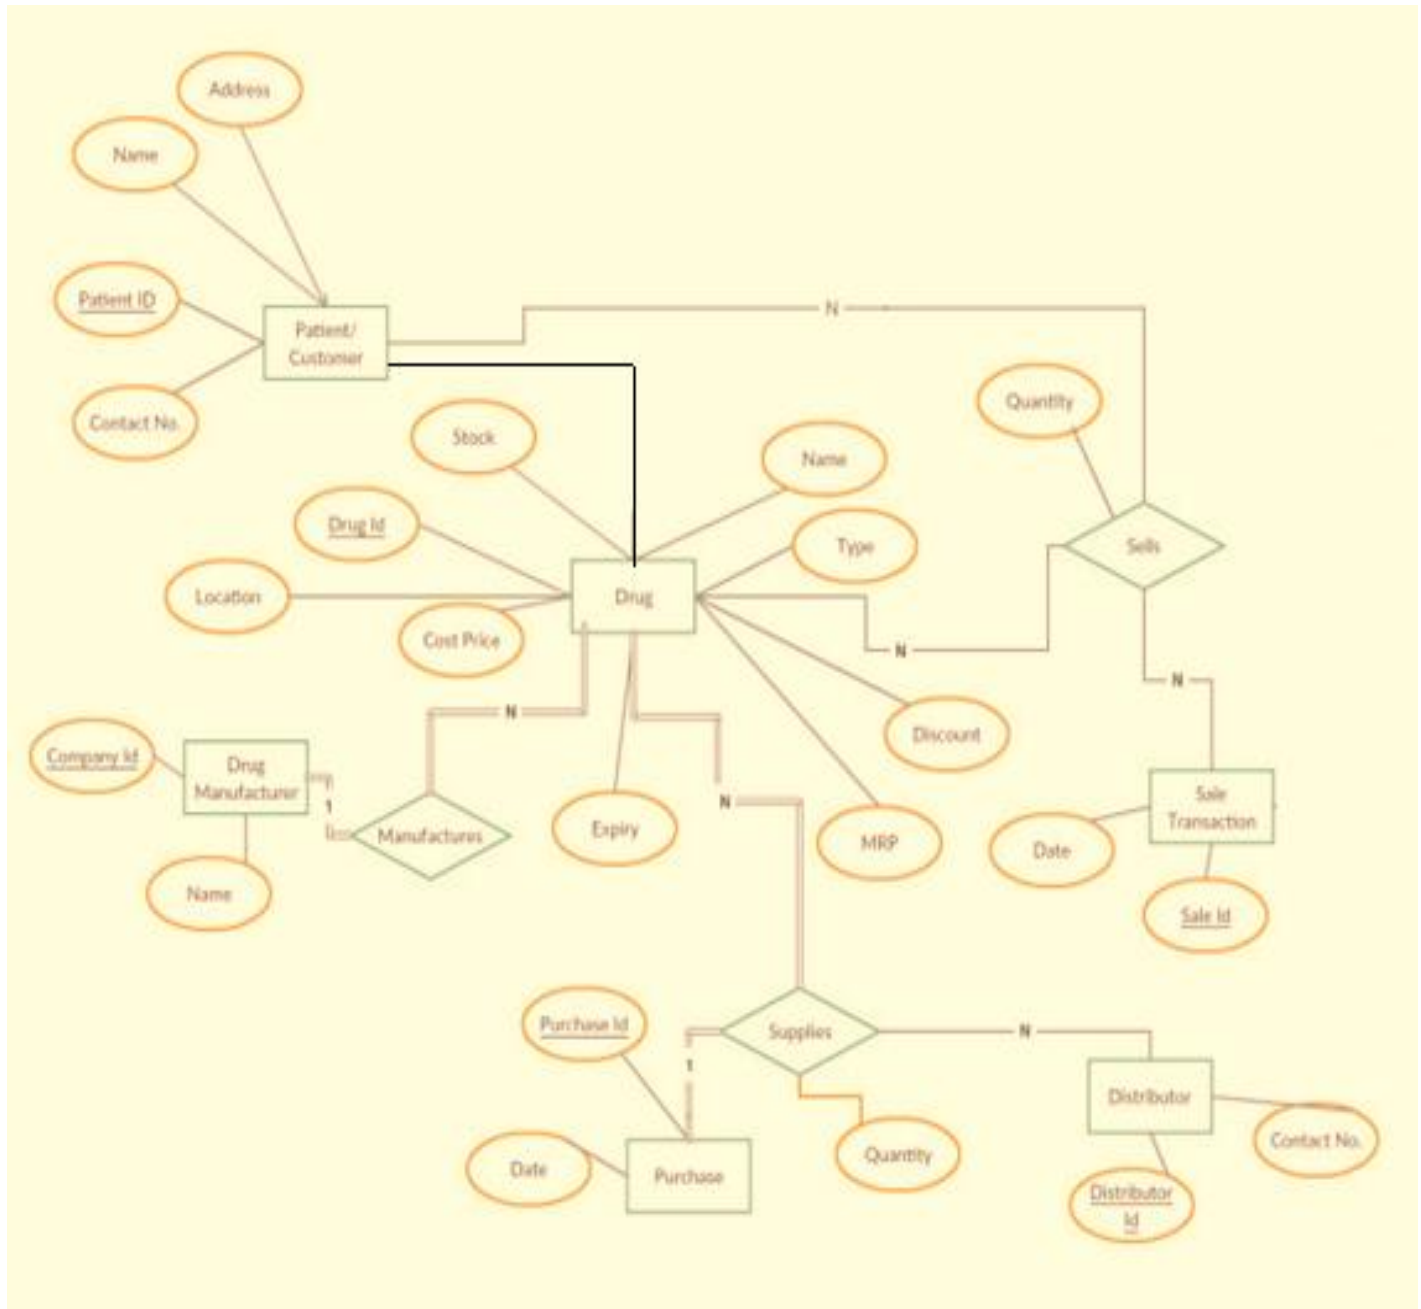 Address
Name
Patient ID
Patient/
Customer
N
Contact No.
Quantity
Stock
Name
Drug Id
Type
Sells
Location
Drug
Cost Price
N
N
N
Discount
Company Id
Drug
Manufacturer
1
Manufactures
N
Expiry
MRP
Sale
Transaction
Date
Name
Sale Id
Purchase Id
Supplies
N
1
Distributor
Date
Purchase
Quantity
Contact No.
Distributor
Id